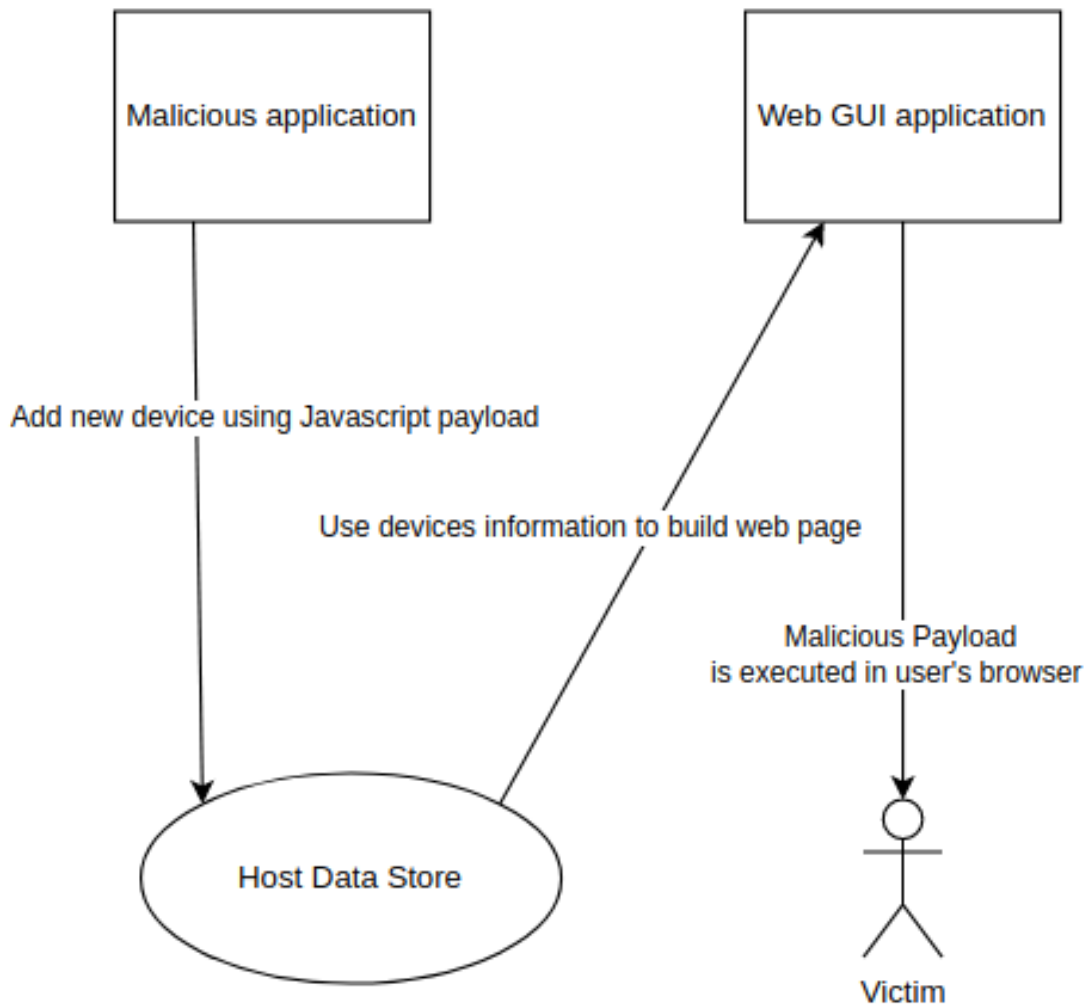 Malicious application
Web GUI application
Add new device using Javascript payload
Use devices information to build web page
Malicious Payload
is executed in user's browser
Host Data Store
Victim